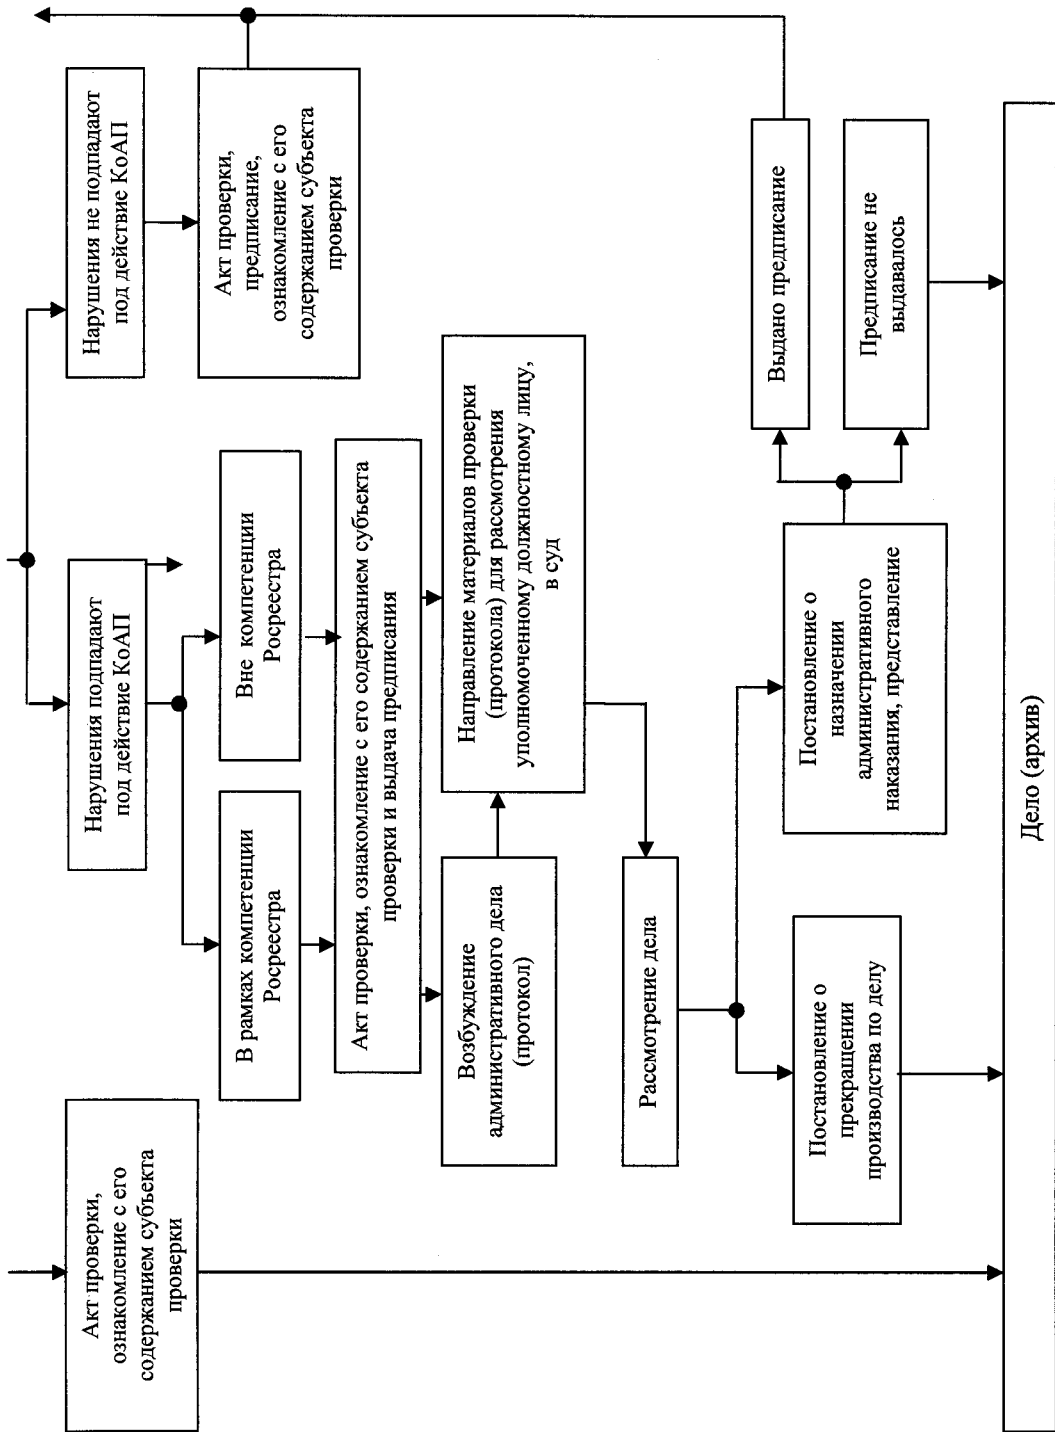 Акт проверки,
ознакомление с его
содержанием субъекта
проверки
Нарушения подпадают
под действие КоАП
Нарушения не подпадают
под действие КоАП
В рамках компетенции
Росреестра
Вне компетенции
Росреестра
Акт проверки,
предписание,
ознакомление с его
содержанием субъекта
проверки
Акт проверки, ознакомление с его содержанием субъекта
проверки и выдача предписания
Возбуждение
административного дела
(протокол)
Направление материалов проверки
(протокола) для рассмотрения
уполномоченному должностному лицу,
в суд
Рассмотрение дела
Постановление о
прекращении
производства по делу
Постановление о
назначении
административного
наказания, представление
Выдано предписание
Предписание не
выдавалось
Дело (архив)